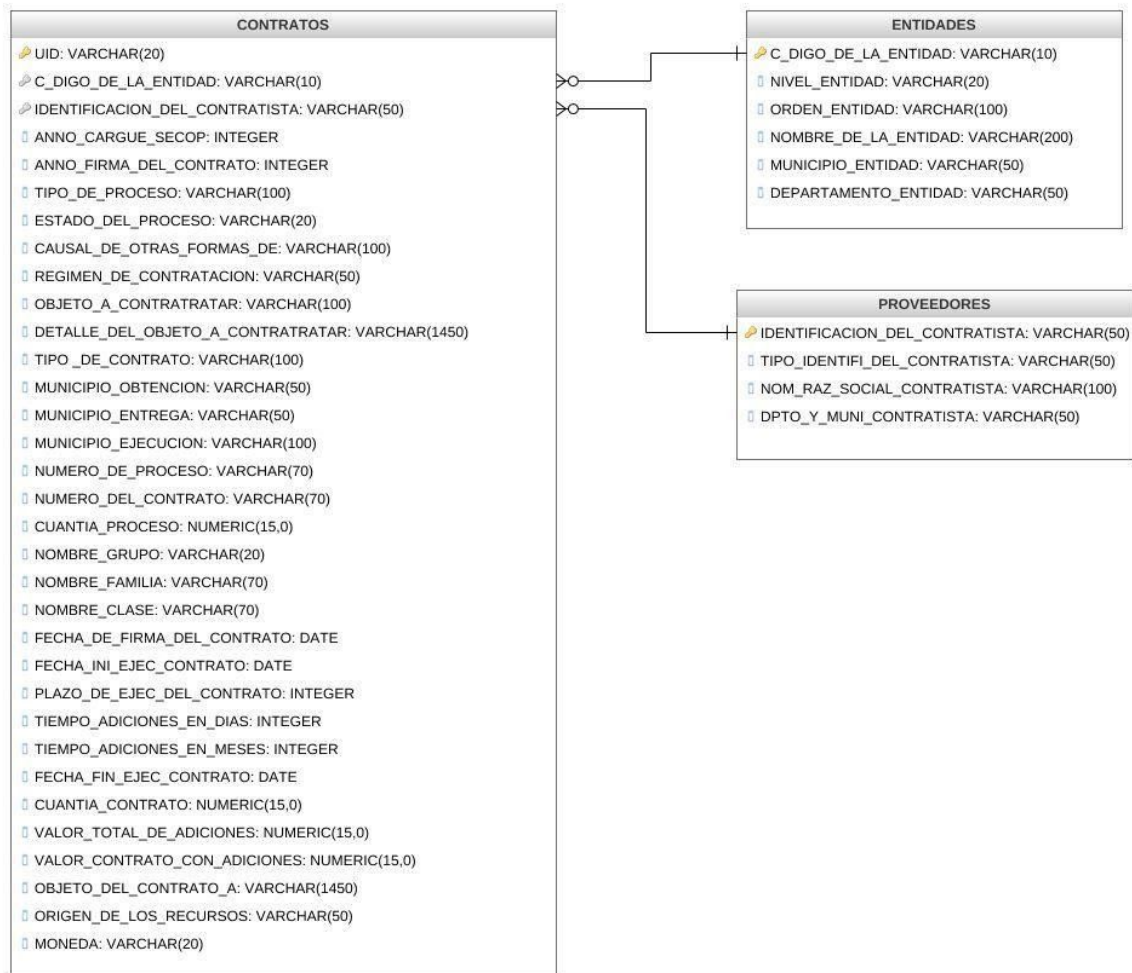 CONTRATOS
UID: VARCHAR(20)
C_DIGO_DE_LA_ENTIDAD: VARCHAR(10)
IDENTIFICACION_DEL_CONTRATISTA: VARCHAR(50)
ANNO_CARGUE_SECOP: INTEGER
ANNO_FIRMA_DEL_CONTRATO: INTEGER
TIPO_DE_PROCESO: VARCHAR(100)
ESTADO_DEL_PROCESO: VARCHAR(20)
CAUSAL_DE_OTRAS_FORMAS_DE: VARCHAR(100)
REGIMEN_DE_CONTRATACION: VARCHAR(50)
OBJETO_A_CONTRATRATAR: VARCHAR(100)
DETALLE_DEL_OBJETO_A_CONTRATRATAR: VARCHAR(1450)
TIPO _DE_CONTRATO: VARCHAR(100)
MUNICIPIO_OBTENCION: VARCHAR(50)
MUNICIPIO_ENTREGA: VARCHAR(50)
MUNICIPIO_EJECUCION: VARCHAR(100)
NUMERO_DE_PROCESO: VARCHAR(70)
NUMERO_DEL_CONTRATO: VARCHAR(70)
CUANTIA_PROCESO: NUMERIC(15,0)
NOMBRE_GRUPO: VARCHAR(20)
NOMBRE_FAMILIA: VARCHAR(70)
NOMBRE_CLASE: VARCHAR(70)
FECHA_DE_FIRMA_DEL_CONTRATO: DATE
FECHA_INI_EJEC_CONTRATO: DATE
PLAZO_DE_EJEC_DEL_CONTRATO: INTEGER
TIEMPO_ADICIONES_EN_DIAS: INTEGER
TIEMPO_ADICIONES_EN_MESES: INTEGER
FECHA_FIN_EJEC_CONTRATO: DATE
CUANTIA_CONTRATO: NUMERIC(15,0)
VALOR_TOTAL_DE_ADICIONES: NUMERIC(15,0)
VALOR_CONTRATO_CON_ADICIONES: NUMERIC(15,0)
OBJETO_DEL_CONTRATO_A: VARCHAR(1450)
ORIGEN_DE_LOS_RECURSOS: VARCHAR(50)
MONEDA: VARCHAR(20)
ENTIDADES
C_DIGO_DE_LA_ENTIDAD: VARCHAR(10)
NIVEL_ENTIDAD: VARCHAR(20)
ORDEN_ENTIDAD: VARCHAR(100)
NOMBRE_DE_LA_ENTIDAD: VARCHAR(200)
MUNICIPIO_ENTIDAD: VARCHAR(50)
DEPARTAMENTO_ENTIDAD: VARCHAR(50)
PROVEEDORES
IDENTIFICACION_DEL_CONTRATISTA: VARCHAR(50)
TIPO_IDENTIFI_DEL_CONTRATISTA: VARCHAR(50)
NOM_RAZ_SOCIAL_CONTRATISTA: VARCHAR(100)
DPTO_Y_MUNI_CONTRATISTA: VARCHAR(50)